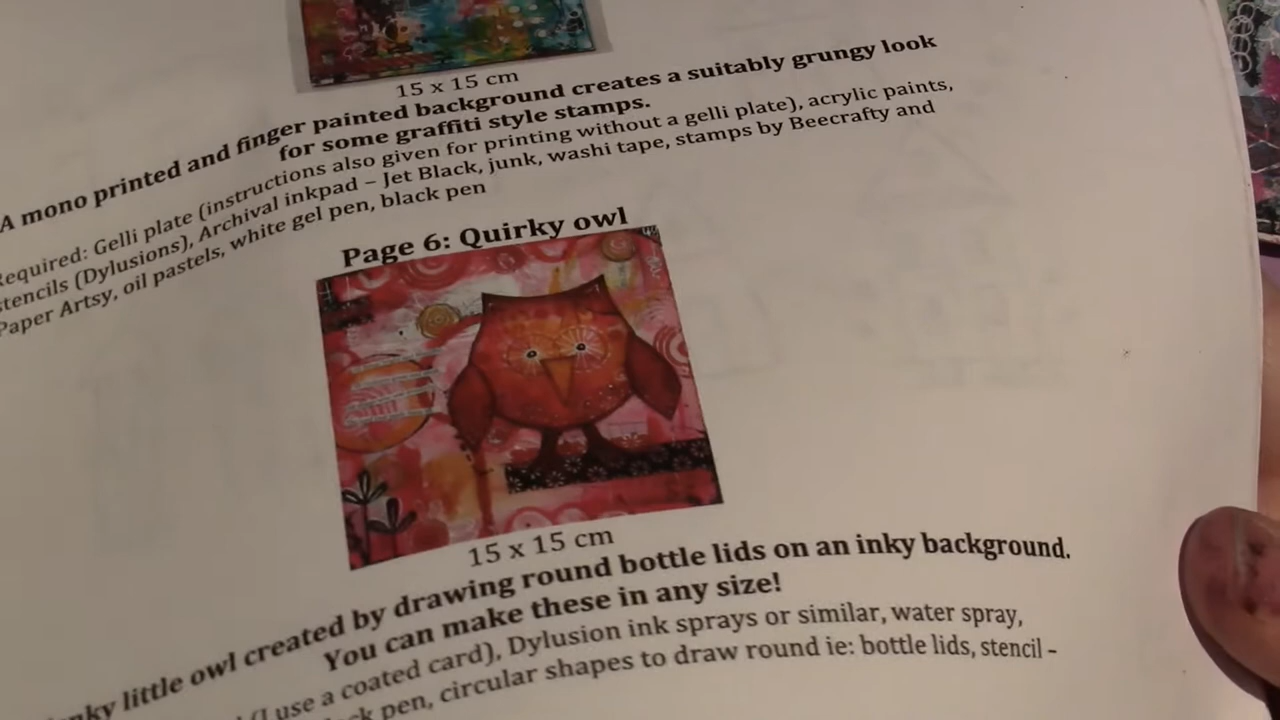 15 x 15 cm
A mono printed and finger painted background creates a suitably grungy look
for some graffiti style stamps.
Required: Gelli plate (instructions also given for printing without a gelli plate), acrylic paints,
stencils (Dylusions), Archival inkpad – Jet Black, junk, washi tape, stamps by Beecrafty and
Paper Artsy, oil pastels, white gel pen, black pen
Page 6: Quirky owl
15 x 15 cm
little owl created by drawing round bottle lids on an inky background.
You can make these in any size!
(I use a coated card), Dylusion ink sprays or similar, water spray,
pen, circular shapes to draw round ie: bottle lids, stencil –